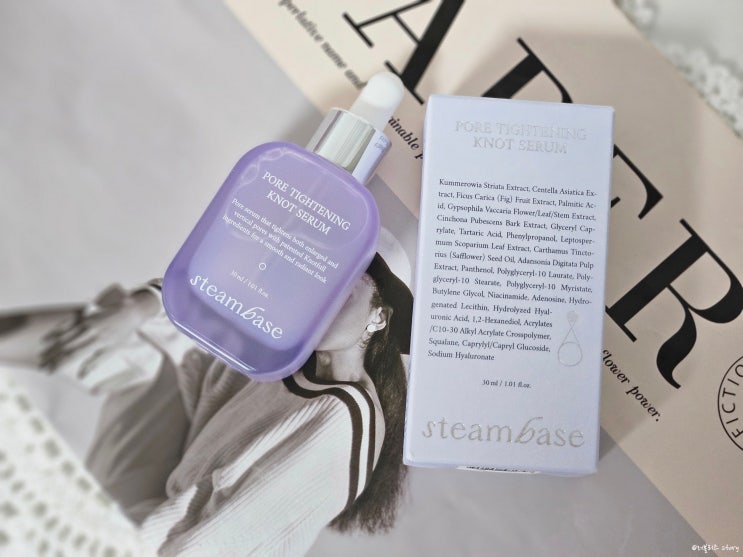 PORE TIGHTENING
KNOT SERUM
Pore serum that tightens both enlarged and
vertical pores with patented Knotfull
ingredients for a smooth and radiant look
30 ml / 1.01 fl.oz.
steambase
PORE TIGHTENING
KNOT SERUM
Kummerowia Striata Extract, Centella Asiatica Ex-
tract, Ficus Carica (Fig) Fruit Extract, Palmitic Ac-
id, Gypsophila Vaccaria Flower/Leaf/Stem Extract,
Cinchona Pubescens Bark Extract, Glyceryl Cap-
rylate, Tartaric Acid, Phenylpropanol, Leptosper-
mum Scoparium Leaf Extract, Carthamus Tincto-
rius (Safflower) Seed Oil, Adansonia Digitata Pulp
Extract, Panthenol, Polyglyceryl-10 Laurate, Poly-
glyceryl-10 Stearate, Polyglyceryl-10 Myristate,
Butylene Glycol, Niacinamide, Adenosine, Hydro-
genated Lecithin, Hydrolyzed Hyal-
uronic Acid, 1,2-Hexanediol, Acrylates
/C10-30 Alkyl Acrylate Crosspolymer,
Squalane, Caprylyl/Capryl Glucoside,
Sodium Hyaluronate
30 ml / 1.01 fl.oz.
steambase
superlative name and
flower power.
FICTION